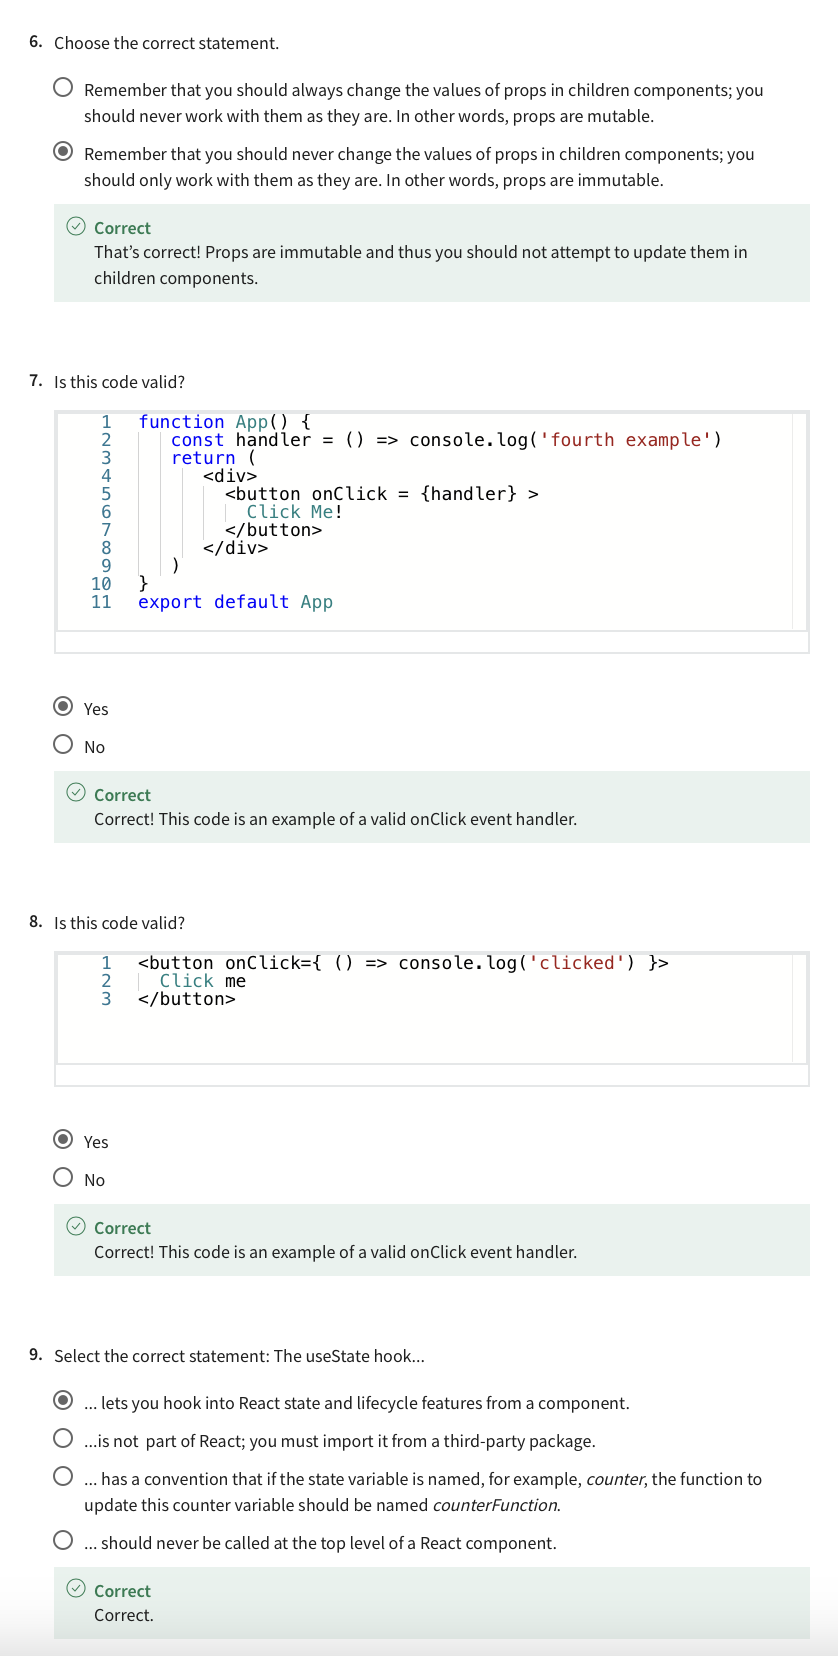 6. Choose the correct statement.
Remember that you should always change the values of props in children components; you
should never work with them as they are. In other words, props are mutable.
Remember that you should never change the values of props in children components; you
should only work with them as they are. In other words, props are immutable.
Correct
That’s correct! Props are immutable and thus you should not attempt to update them in
children components.
7. Is this code valid?
1 function App() {
2 const handler = () => console.log('fourth example')
3 return (
4 <div>
5 <button onClick = {handler} >
6 Click Me!
7 </button>
8 </div>
9 )
10 }
11 export default App
Yes
No
Correct
Correct! This code is an example of a valid onClick event handler.
8. Is this code valid?
1 <button onClick={ () => console.log('clicked') }>
2 Click me
3 </button>
Yes
No
Correct
Correct! This code is an example of a valid onClick event handler.
9. Select the correct statement: The useState hook...
... lets you hook into React state and lifecycle features from a component.
...is not part of React; you must import it from a third-party package.
... has a convention that if the state variable is named, for example, counter, the function to
update this counter variable should be named counterFunction.
... should never be called at the top level of a React component.
Correct
Correct.